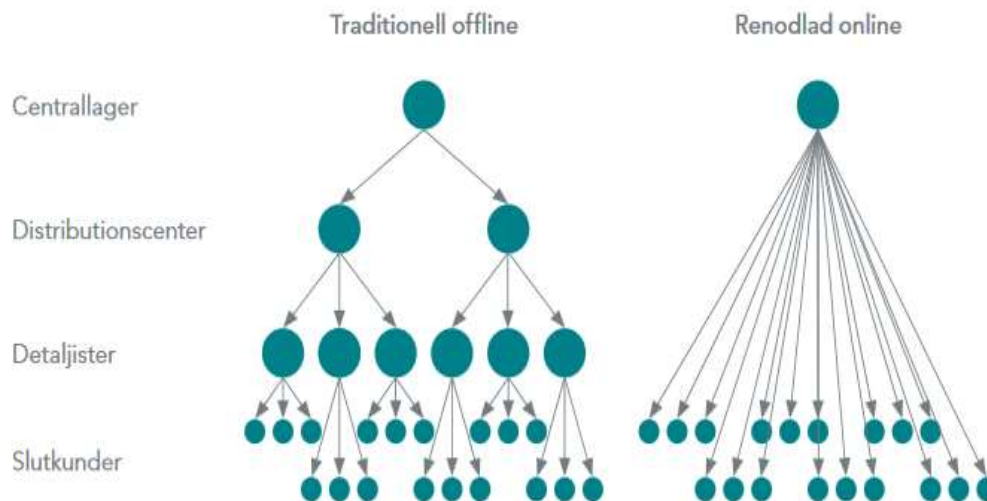 Traditionell offline
Renodlad online
Centrallager
Distributionscenter
Detaljister
Slutkunder